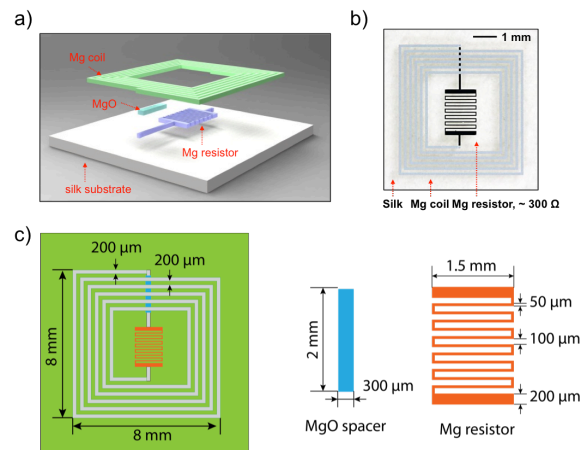 a)
Mg coil
MgO
Mg resistor
silk substrate
b)
1 mm
Silk Mg coil Mg resistor, ~ 300 Ω
c)
200 μm
200 μm
8 mm
8 mm
2 mm
300 μm
MgO spacer
1.5 mm
50 μm
100 μm
200 μm
Mg resistor